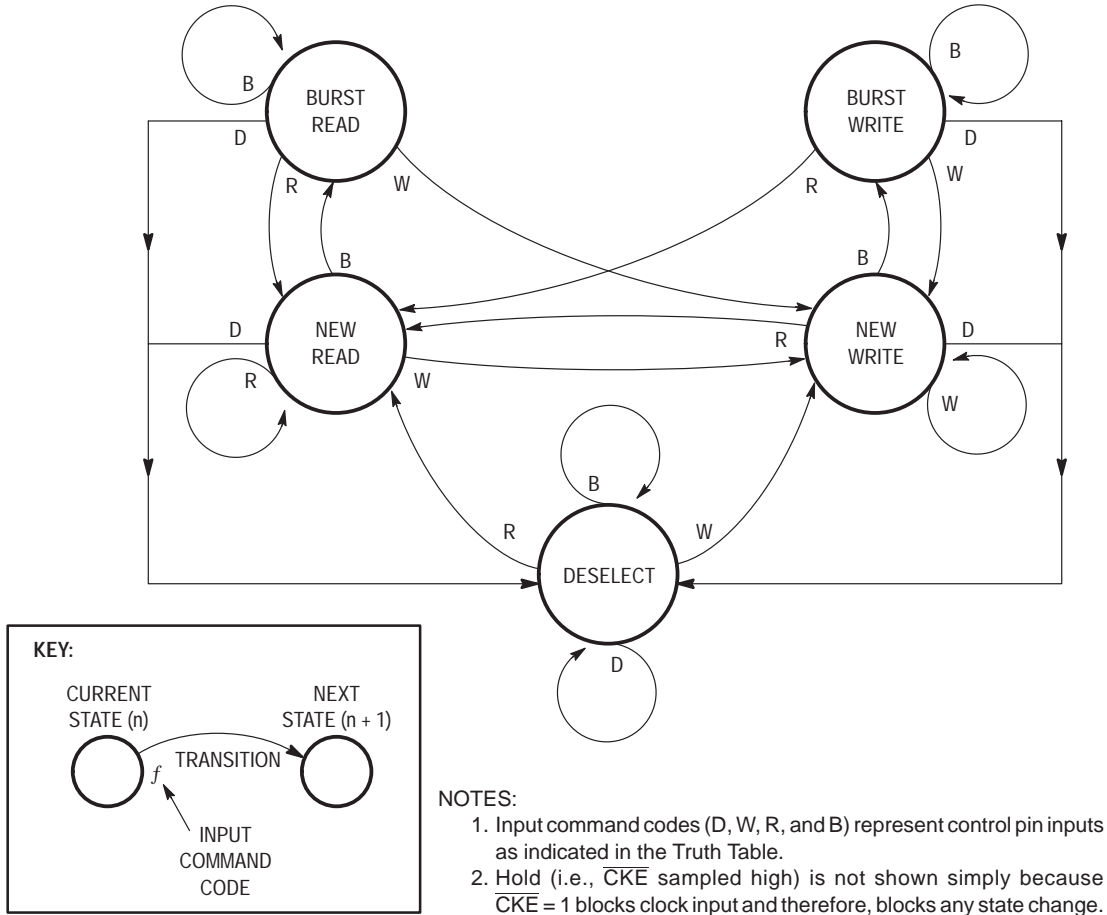 B
BURST
READ
D
R
W
B
BURST
WRITE
D
W
R
B
B
D
NEW
READ
R
W
R
NEW
WRITE
D
W
B
R
W
DESELECT
D
KEY:
CURRENT
STATE (n)
NEXT
STATE (n + 1)
TRANSITION
f
INPUT
COMMAND
CODE
NOTES:
1. Input command codes (D, W, R, and B) represent control pin inputs
as indicated in the Truth Table.
2. Hold (i.e., C̅K̅E̅ sampled high) is not shown simply because
C̅K̅E̅ = 1 blocks clock input and therefore, blocks any state change.